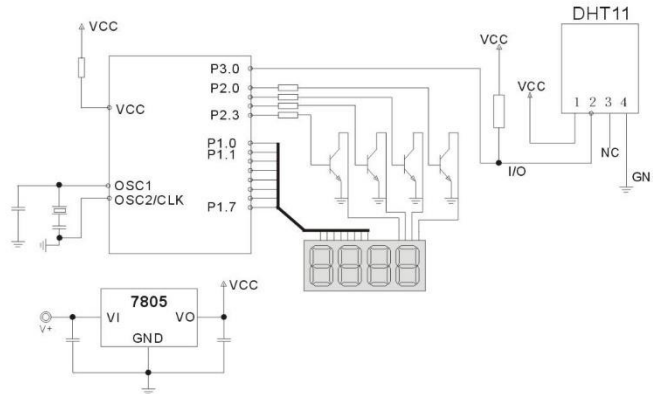 DHT11
VCC
VCC
P3.0
P2.0
VCC
1 2 3 4
VCC
P2.3
P1.0
P1.1
NC
I/O
GN
OSC1
OSC2/CLK
P1.7
8888
VCC
7805
V+
VI
VO
GND